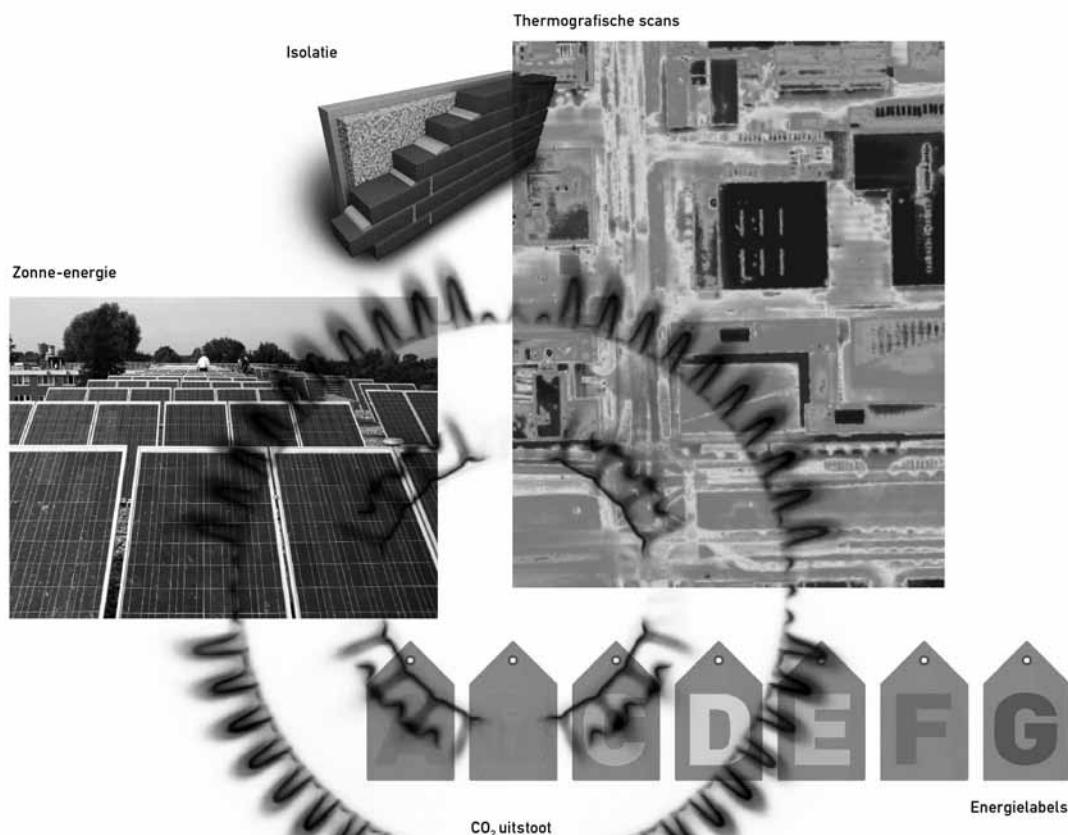 Thermografische scans
Isolatie
Zonne-energie
A C D E F G
Energielabels
CO₂ uitstoot